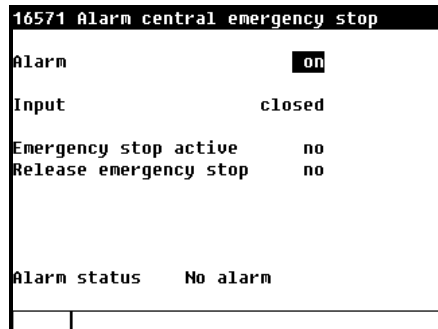 16571 Alarm central emergency stop
Alarm on
Input closed
Emergency stop active no
Release emergency stop no
Alarm status No alarm